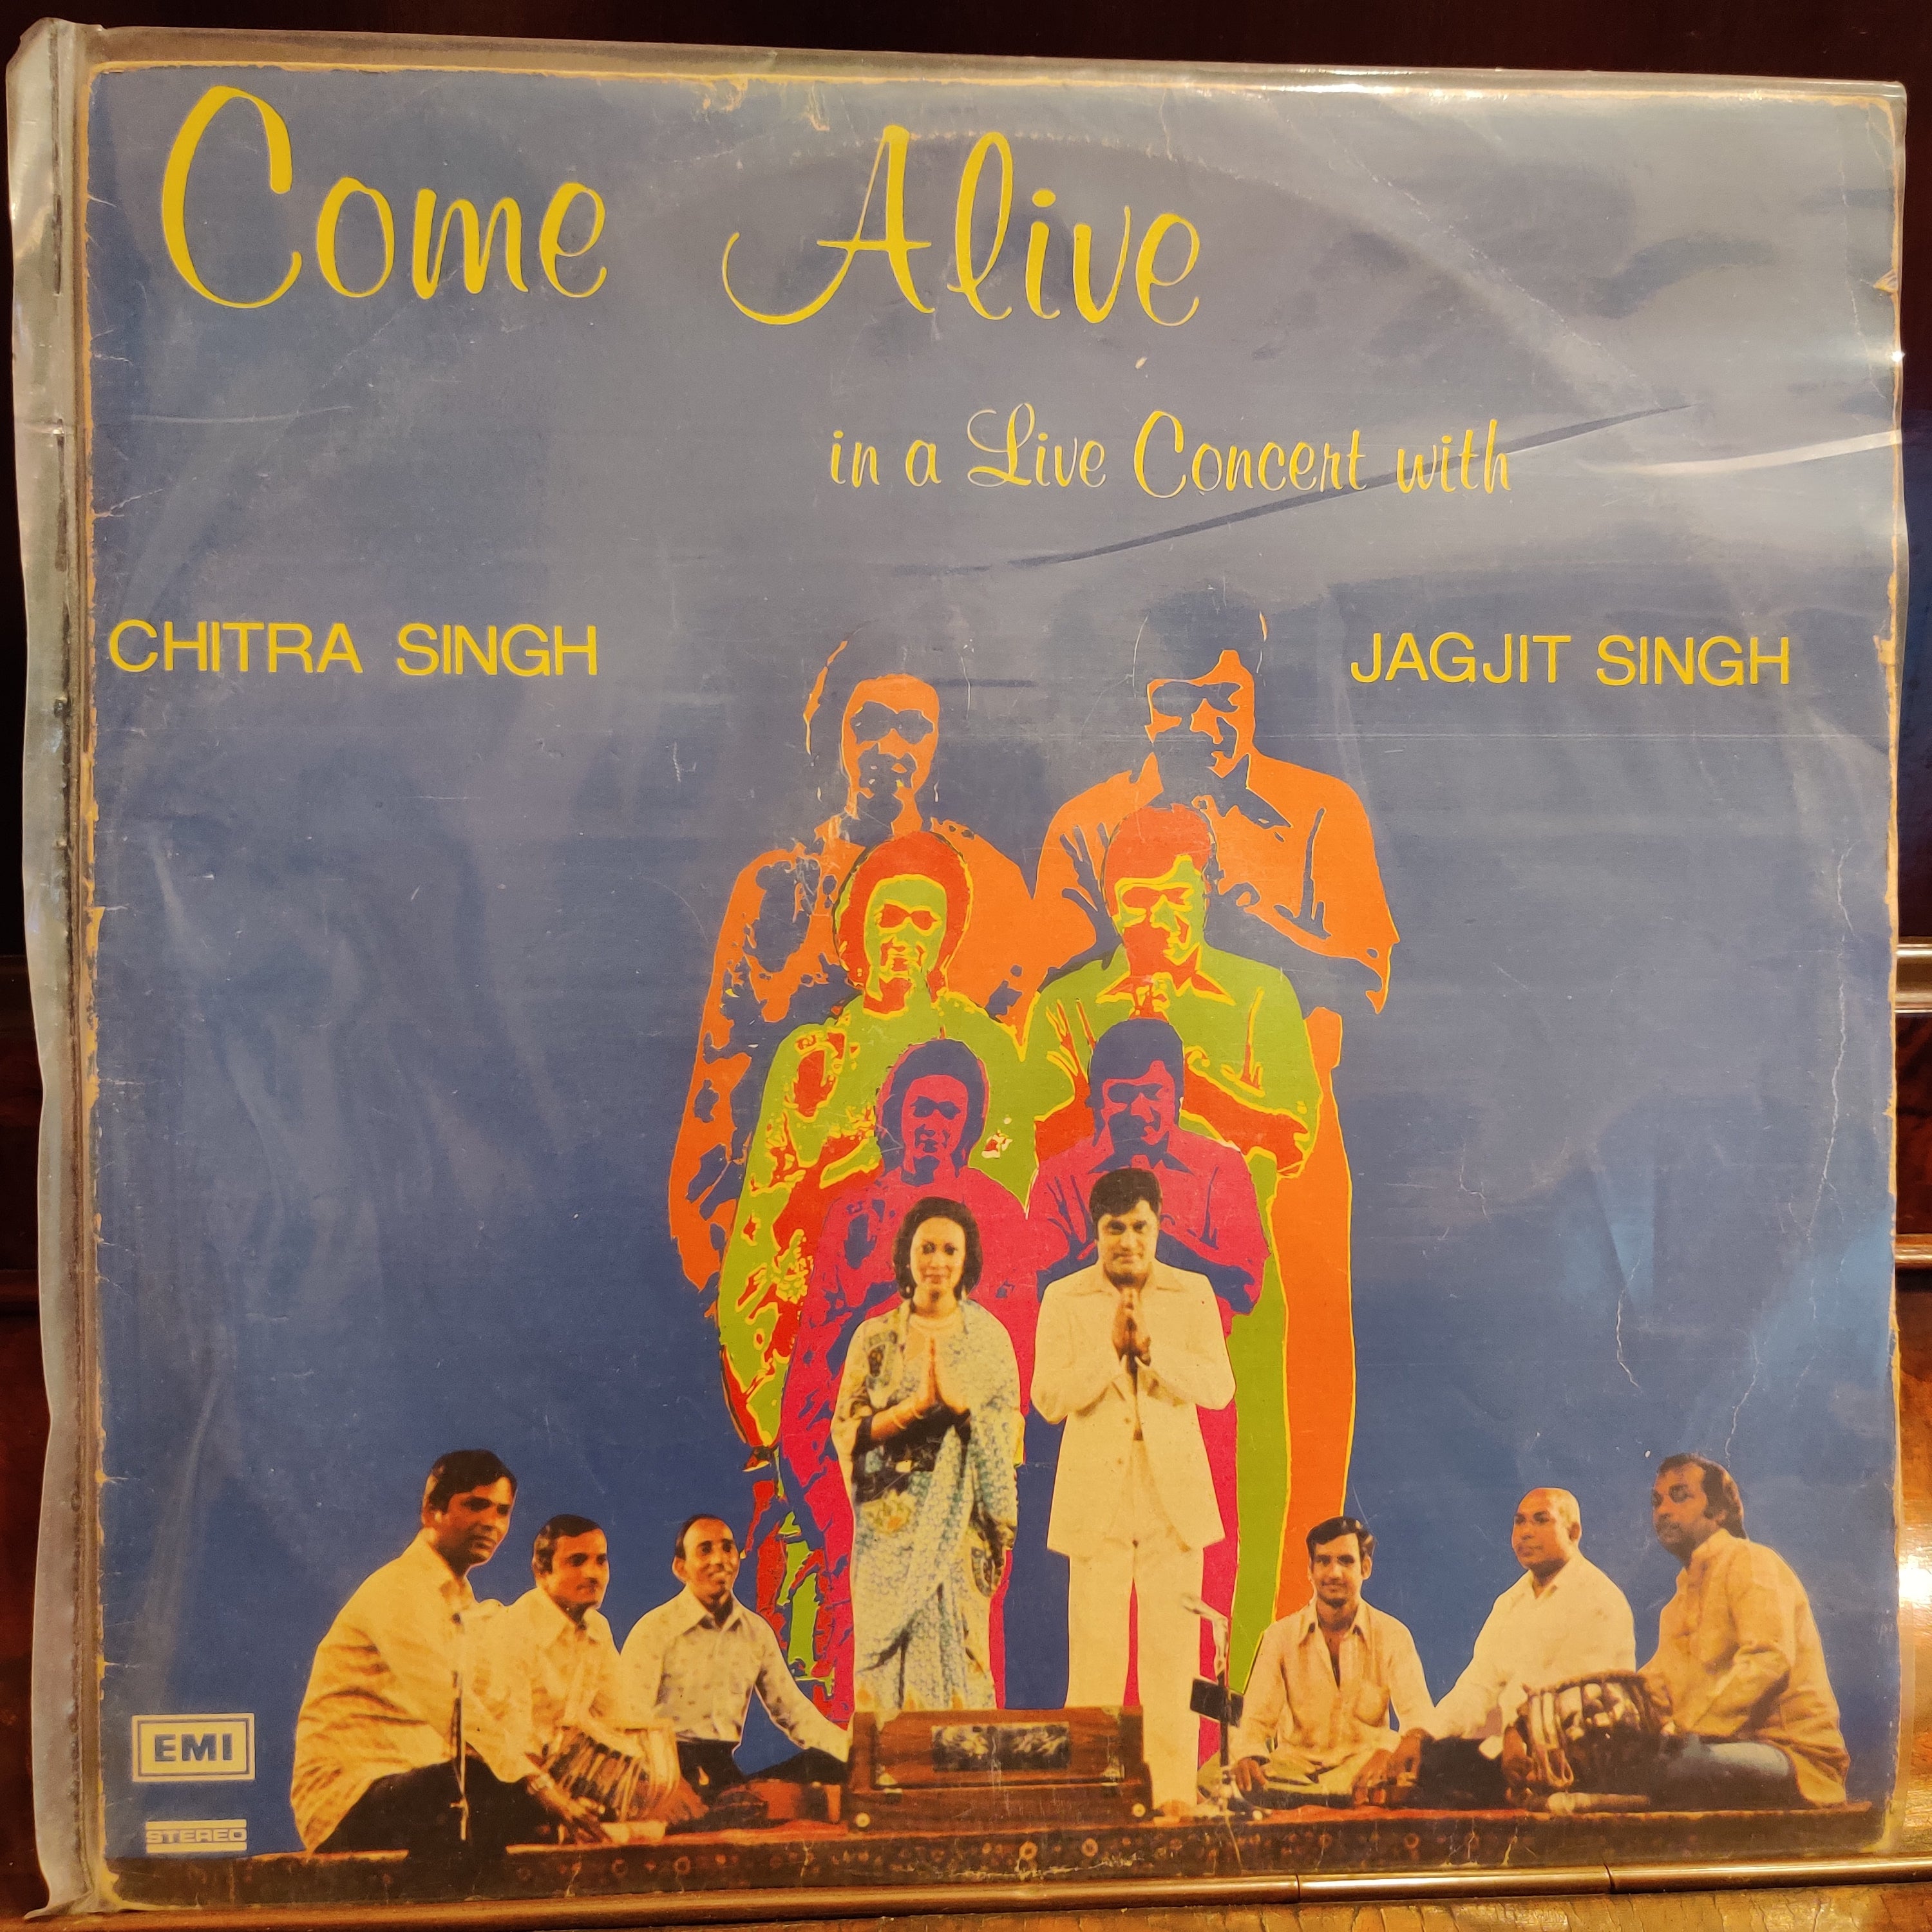 Come Alive
in a Live Concert with
CHITRA SINGH
JAGJIT SINGH
EMI
STEREO